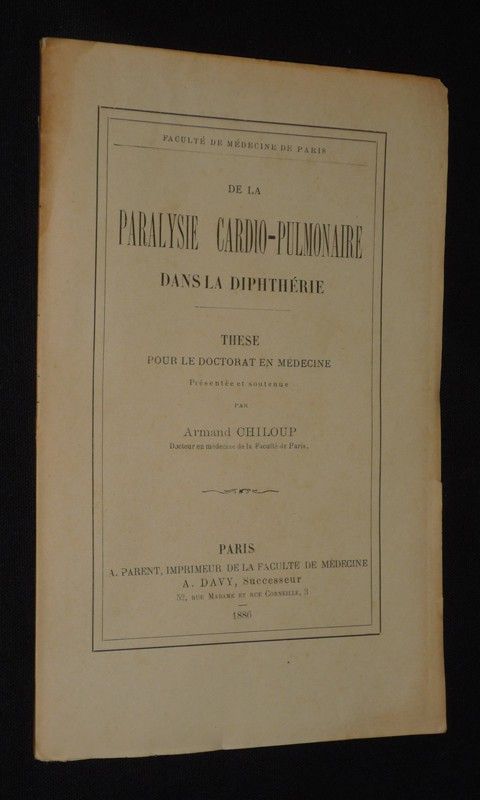 FACULTÉ DE MÉDECINE DE PARIS
DE LA
PARALYSIE CARDIO-PULMONAIRE
DANS LA DIPHTHÉRIE
THESE
POUR LE DOCTORAT EN MÉDECINE
Présentée et soutenue
PAR
Armand CHILOUP
Docteur en médecine de la Faculté de Paris.
PARIS
A. PARENT, IMPRIMEUR DE LA FACULTE DE MÉDECINE
A. DAVY, Successeur
52, RUE MADAME ET RUE CORNEILLE, 3
1886